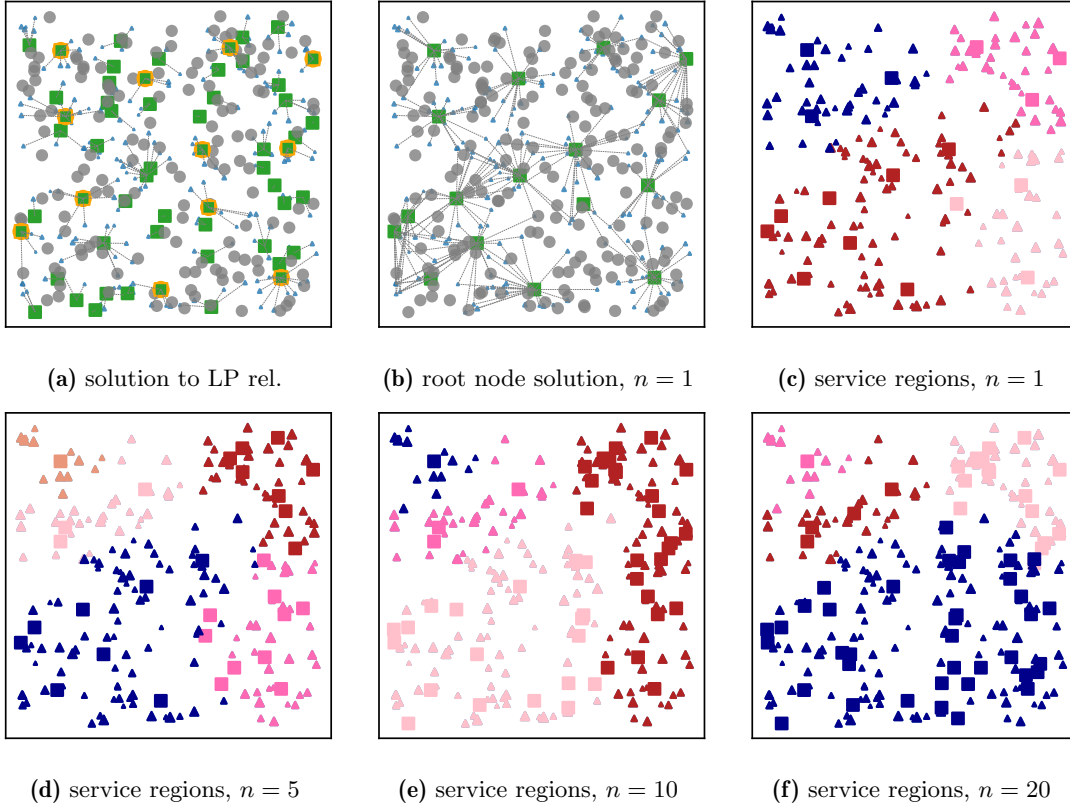 (a) solution to LP rel.
(b) root node solution, n = 1
(c) service regions, n = 1
(d) service regions, n = 5
(e) service regions, n = 10
(f) service regions, n = 20